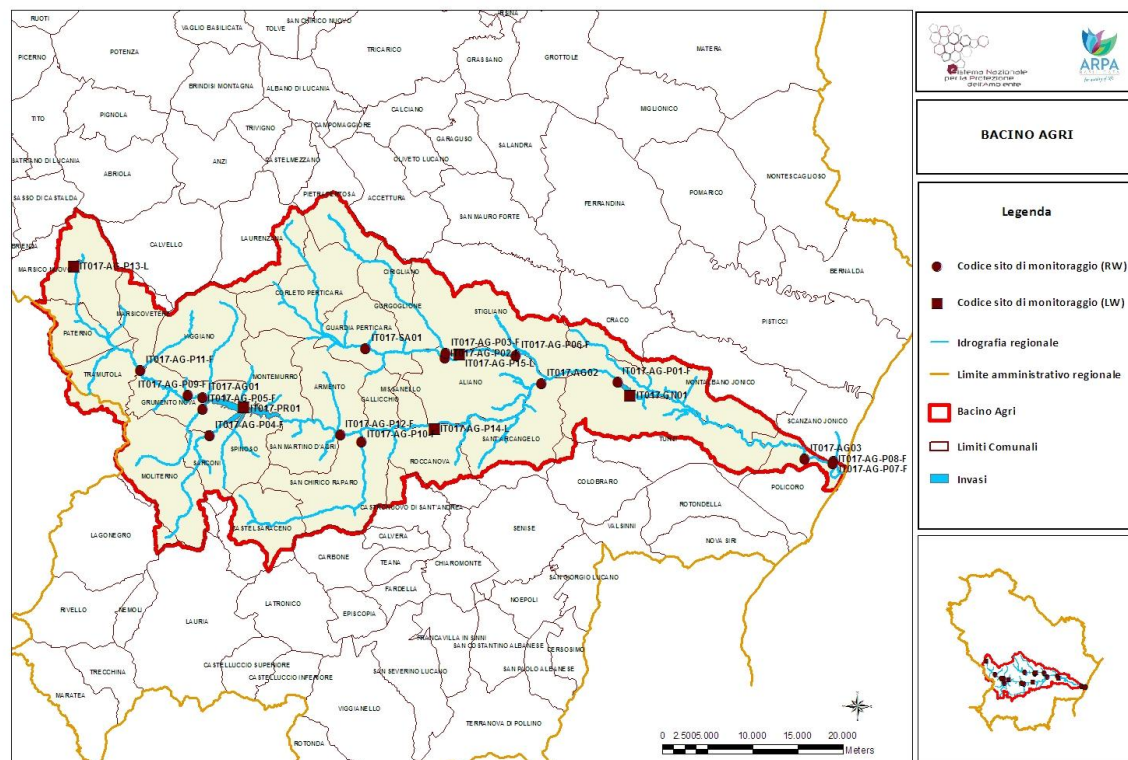 RUOTI
VAGLIO BASILICATA
TOLVE
SAN CHIRICO NUOVO
IRSINA
PICERNO
POTENZA
TRICARICO
GRASSANO
GROTTOLE
MATERA
BRINDISI MONTAGNA
ALBANO DI LUCANIA
TITO
PIGNOLA
TRIVIGNO
CAMPOMAGGIORE
CALCIANO
MIGLIONICO
GARAGUSO
SATRIANO DI LUCANIA
ABRIOLA
ANZI
CASTELMEZZANO
OLIVETO LUCANO
SALANDRA
SASSO DI CASTALDA
PIETRAPERTOSA
ACCETTURA
POMARICO
MONTESCAGLIOSO
FERRANDINA
SAN MAURO FORTE
BRIENZA
CALVELLO
LAURENZANA
MARSICO NUOVO
IT017-AG-P13-L
CIRIGLIANO
BERNALDA
CORLETO PERTICARA
GORGOGLIONE
MARSICOVETERE
STIGLIANO
CRACO
PISTICCI
PATERNO
VIGGIANO
GUARDIA PERTICARA
IT017-SA01
IT017-AG-P03-F
IT017-AG-P02
IT017-AG-P06-F
IT017-AG-P15-L
IT017-AG-P11-F
TRAMUTOLA
MONTEMURRO
ARMENTO
MISSANELLO
ALIANO
IT017-AG02
IT017-AG-P01-F
MONTALBANO JONICO
IT017-AG-P09-F
IT017-AG01
GALLICCHIO
IT017-GN01
GRUMENTO NOVA
IT017-AG-P05-F
IT017-PR01
SCANZANO JONICO
IT017-AG-P04-F
IT017-AG-P12-F
IT017-AG-P14-L
IT017-AG-P10-F
SARCONI
SPINOSO
SAN MARTINO D'AGRI
SANT'ARCANGELO
TURSI
IT017-AG03
IT017-AG-P08-F
IT017-AG-P07-F
MOLITERNO
ROCCANOVA
SAN CHIRICO RAPARO
COLOBRARO
POLICORO
CASTRONUOVO DI SANT'ANDREA
ROTONDELLA
LAGONEGRO
CASTELSARACENO
CALVERA
SENISE
VALSINNI
NOVA SIRI
CARBONE
TEANA
CHIAROMONTE
FARDELLA
SAN GIORGIO LUCANO
RIVELLO
NEMOLI
LAURIA
LATRONICO
EPISCOPIA
NOEPOLI
FRANCAVILLA IN SINNI
SAN COSTANTINO ALBANESE
CERSOSIMO
TRECCHINA
CASTELLUCCIO SUPERIORE
CASTELLUCCIO INFERIORE
SAN SEVERINO LUCANO
SAN PAOLO ALBANESE
MARATEA
VIGGIANELLO
TERRANOVA DI POLLINO
ROTONDA
0 2.5005.000 10.000 15.000 20.000
Meters
Sistema Nazionale
per la Protezione
dell'Ambiente
ARPA
BACINO AGRI
Legenda
Codice sito di monitoraggio (RW)
Codice sito di monitoraggio (LW)
Idrografia regionale
Limite amministrativo regionale
Bacino Agri
Limiti Comunali
Invasi